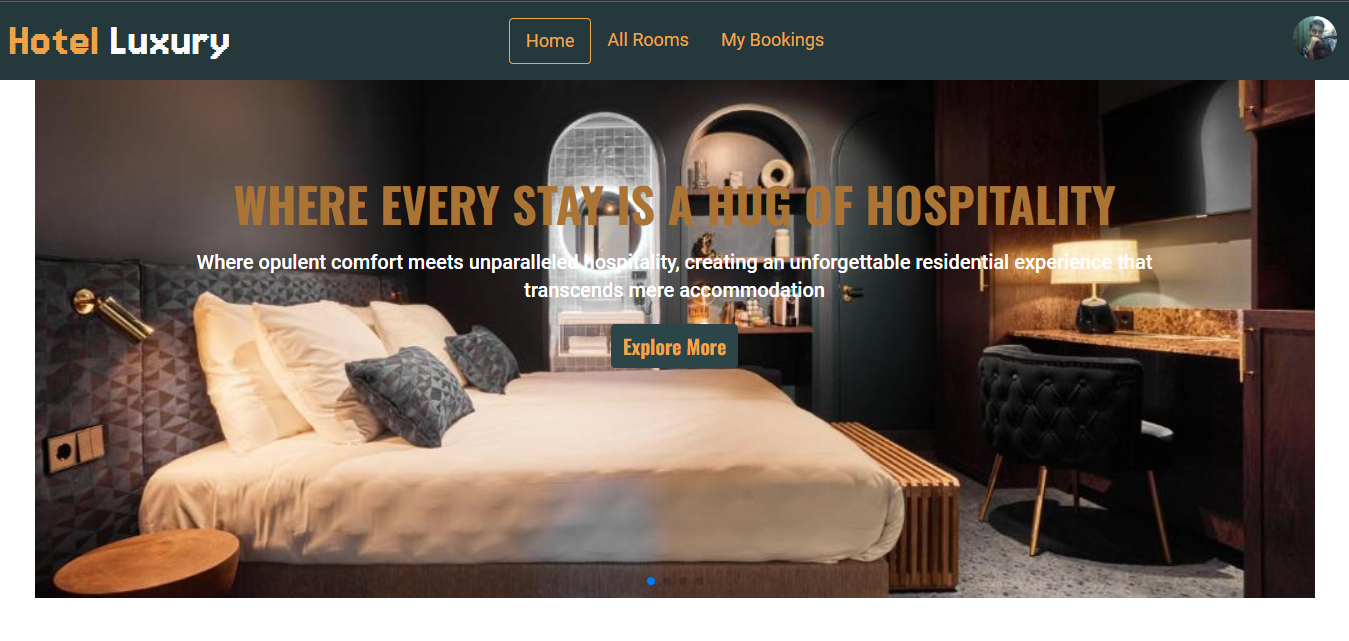 Hotel Luxury
Home
All Rooms
My Bookings
WHERE EVERY STAY IS A HUG OF HOSPITALITY
Where opulent comfort meets unparalleled hospitality, creating an unforgettable residential experience that
transcends mere accommodation
Explore More